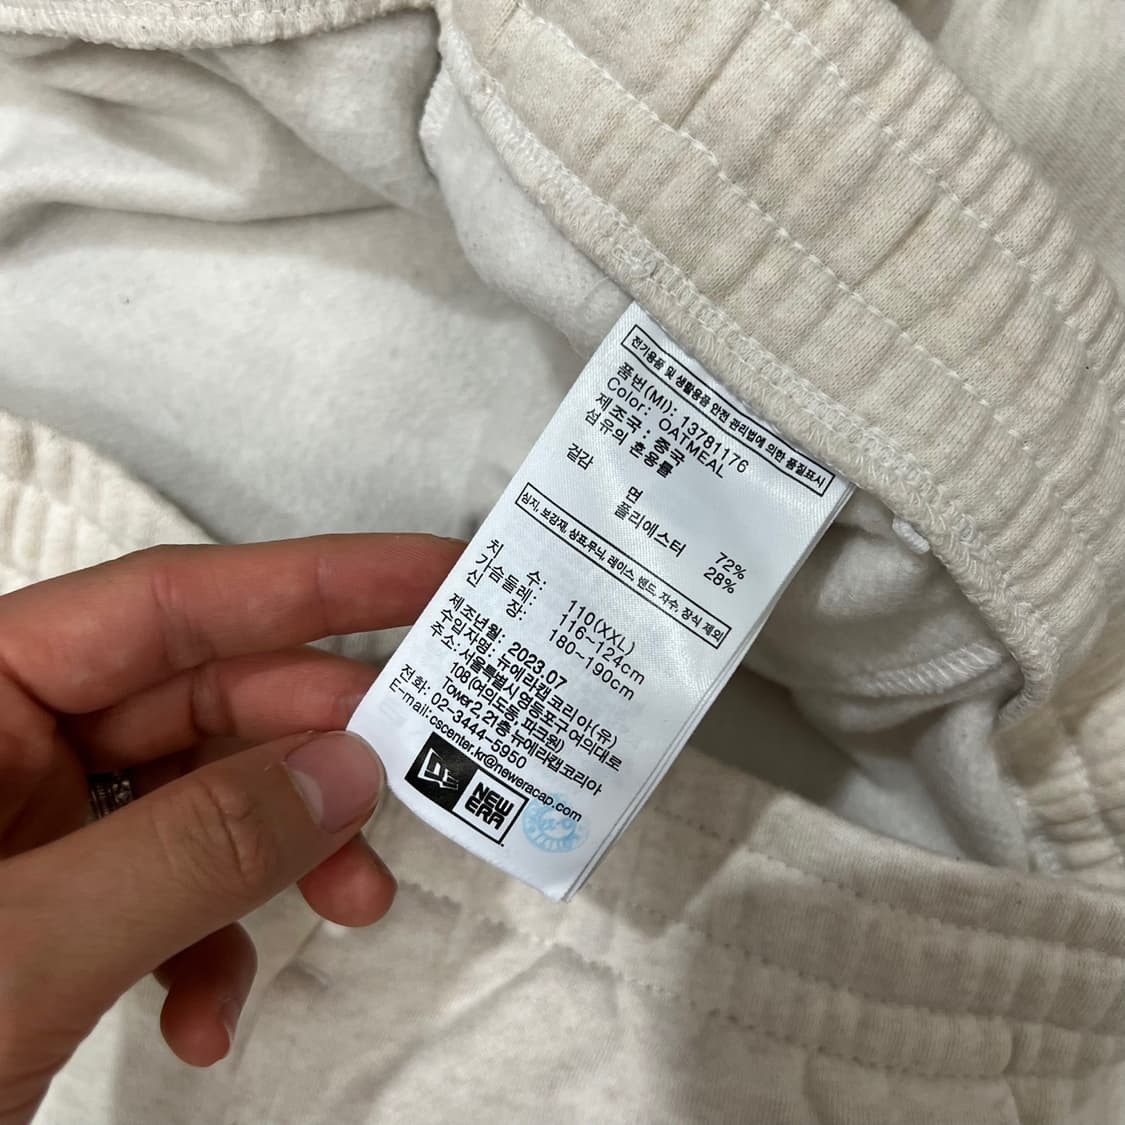 전기용품 및 생활용품 안전 관리법에 의한 품질표시
품번(MI): 13781176
Color: OATMEAL
제조국: 중국
섬유의 혼용률
겉감
면 72%
폴리에스터 28%
심지, 보강재, 상표,무늬, 레이스, 밴드, 자수, 장식 제외
치 수: 110(XXL)
가슴둘레: 116~124cm
신 장: 180~190cm
제조년월: 2023.07
수입자명: 뉴에라캡코리아(유)
주소: 서울특별시 영등포구 여의대로
108(여의도동, 파크원)
Tower2 21층 뉴에라캡코리아
전화: 02-3444-5950
E-mail:cscenter.kr@neweracap.com
NEW ERA